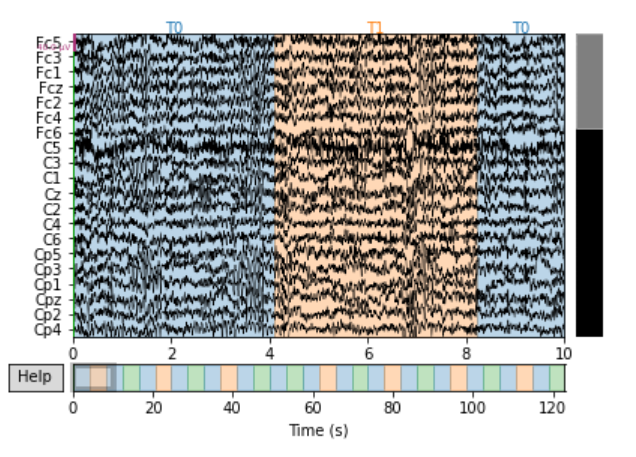 T0 T1 T0
Fc5
Fc3
Fc1
Fcz
Fc2
Fc4
Fc6
C5
C3
C1
Cz
C2
C4
C6
Cp5
Cp3
Cp1
Cpz
Cp2
Cp4
0 2 4 6 8 10
Help
0 20 40 60 80 100 120
Time (s)